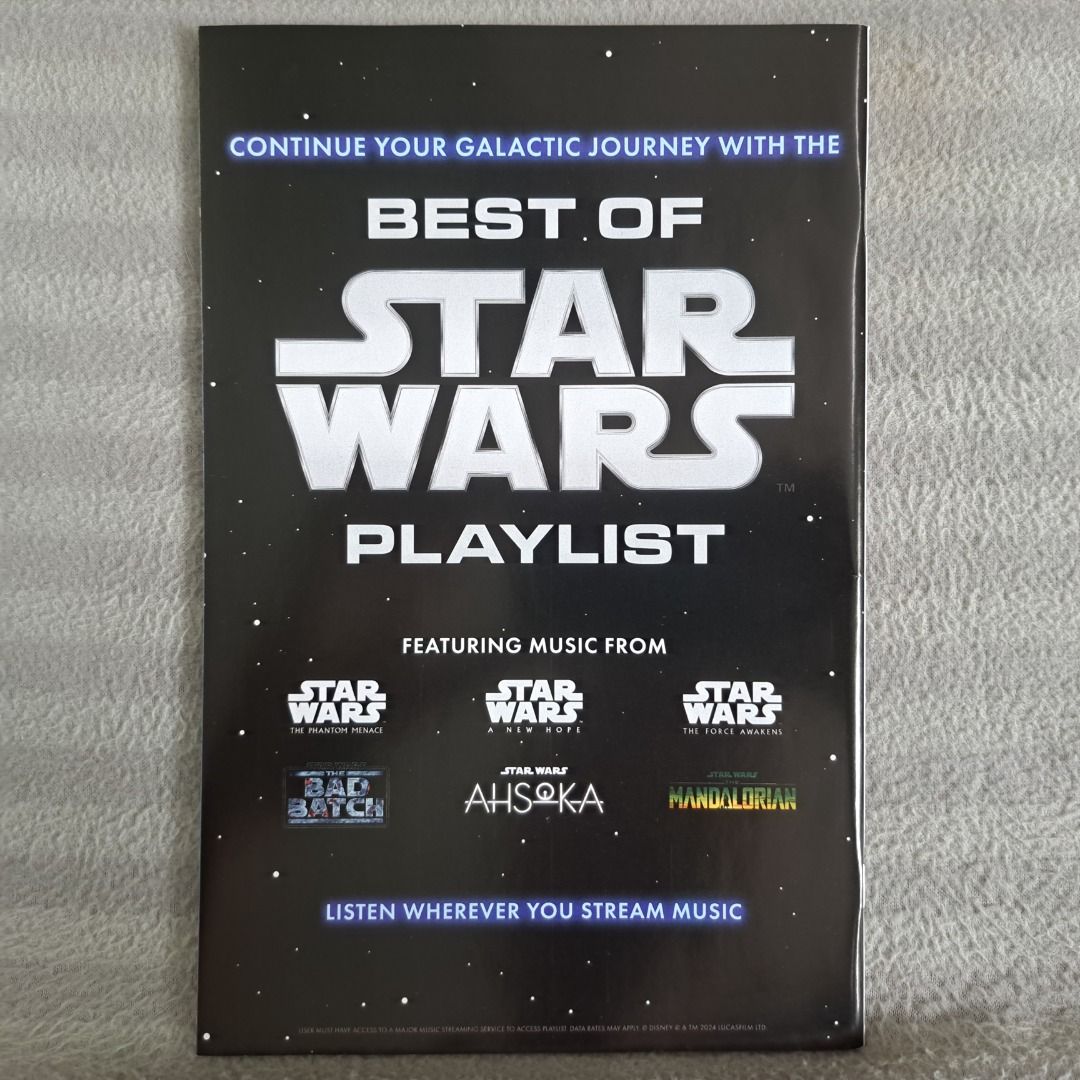 CONTINUE YOUR GALACTIC JOURNEY WITH THE
BEST OF
STAR
WARS
TM
PLAYLIST
FEATURING MUSIC FROM
STAR
WARS
THE PHANTOM MENACE
STAR
WARS
A NEW HOPE
STAR
WARS
THE FORCE AWAKENS
STAR WARS
THE
BAD
BATCH
STAR WARS
AHSOKA
STAR WARS
THE
MANDALORIAN
LISTEN WHEREVER YOU STREAM MUSIC
USER MUST HAVE ACCESS TO A MAJOR MUSIC STREAMING SERVICE TO ACCESS PLAYLIST. DATA RATES MAY APPLY. © DISNEY © & TM 2024 LUCASFILM LTD.